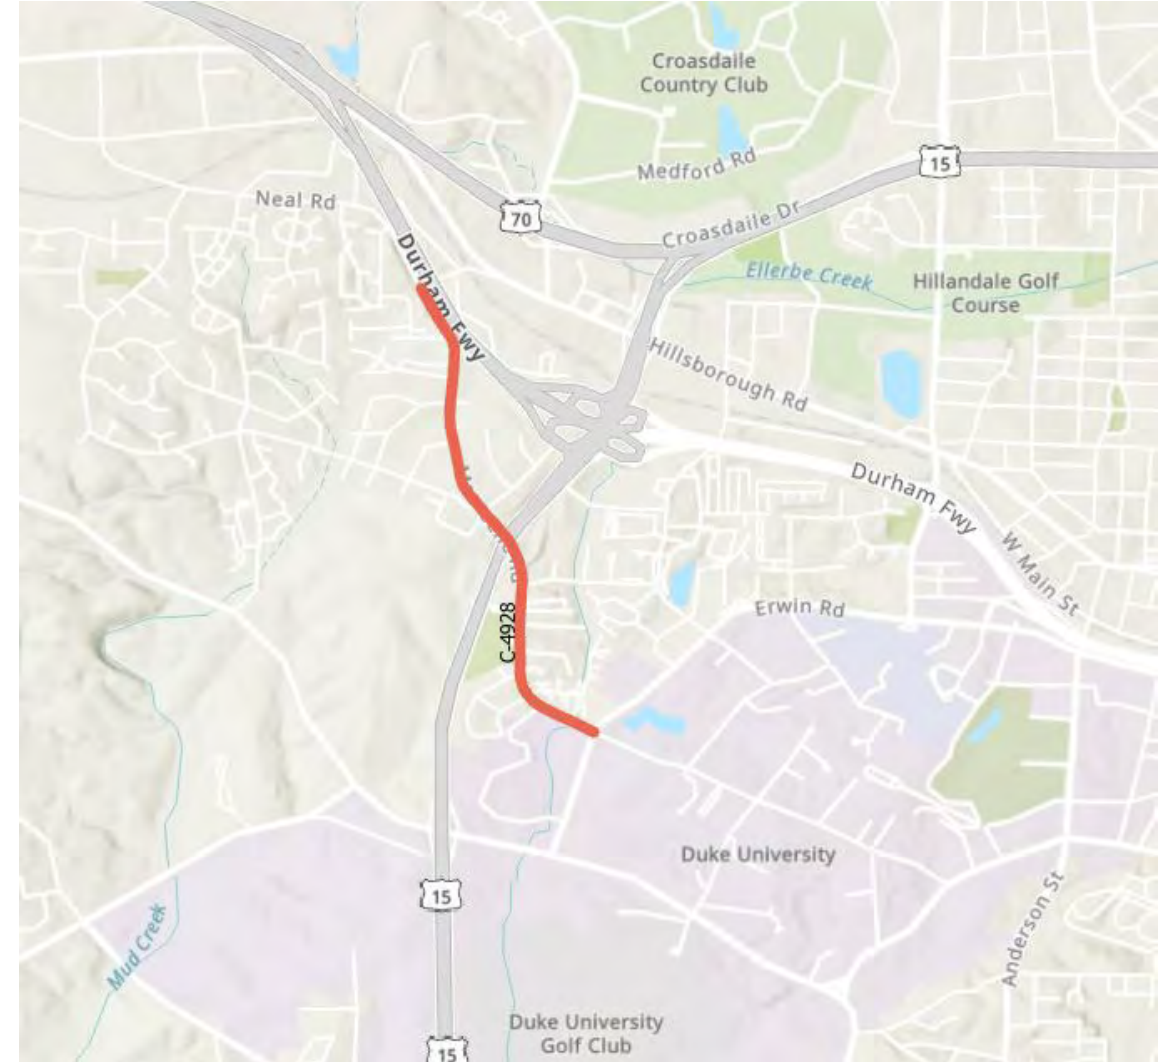 Croasdaile
Country Club
15
Medford Rd
Neal Rd
70
Croasdaile Dr
Durham Fwy
Ellerbe Creek
Hillandale Golf
Course
Hillsborough Rd
Durham Fwy
W Main St
C-4928
Erwin Rd
Duke University
15
Anderson St
Mud Creek
Duke University
Golf Club
15